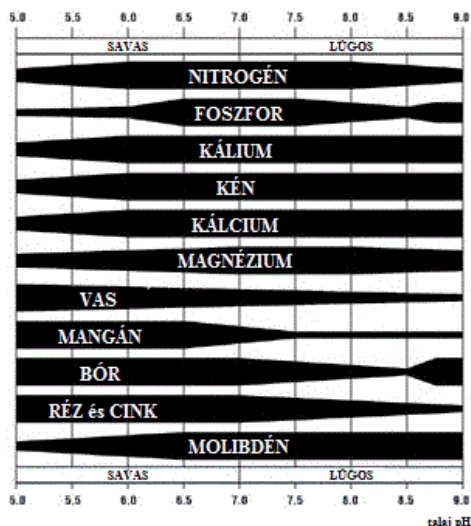 5.0 5.5 6.0 6.5 7.0 7.5 8.0 8.5 9.0
SAVAS LÚGOS
NITROGÉN
FOSZFOR
KÁLIUM
KÉN
KÁLCIUM
MAGNÉZIUM
VAS
MANGÁN
BÓR
RÉZ és CINK
MOLIBDÉN
SAVAS LÚGOS
5.0 5.5 6.0 6.5 7.0 7.5 8.0 8.5 9.0
talaj pH